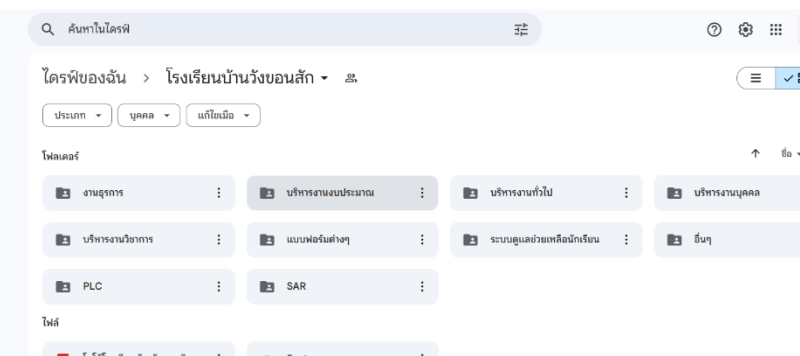 ค้นหาในไดรฟ์
ไดรฟ์ของฉัน > โรงเรียนบ้านวังขอนสัก
ประเภท บุคคล แก้ไขเมื่อ
โฟลเดอร์ ชื่อ
งานธุรการ บริหารงานงบประมาณ บริหารงานทั่วไป บริหารงานบุคคล
บริหารงานวิชาการ แบบฟอร์มต่างๆ ระบบดูแลช่วยเหลือนักเรียน อื่นๆ
PLC SAR
ไฟล์